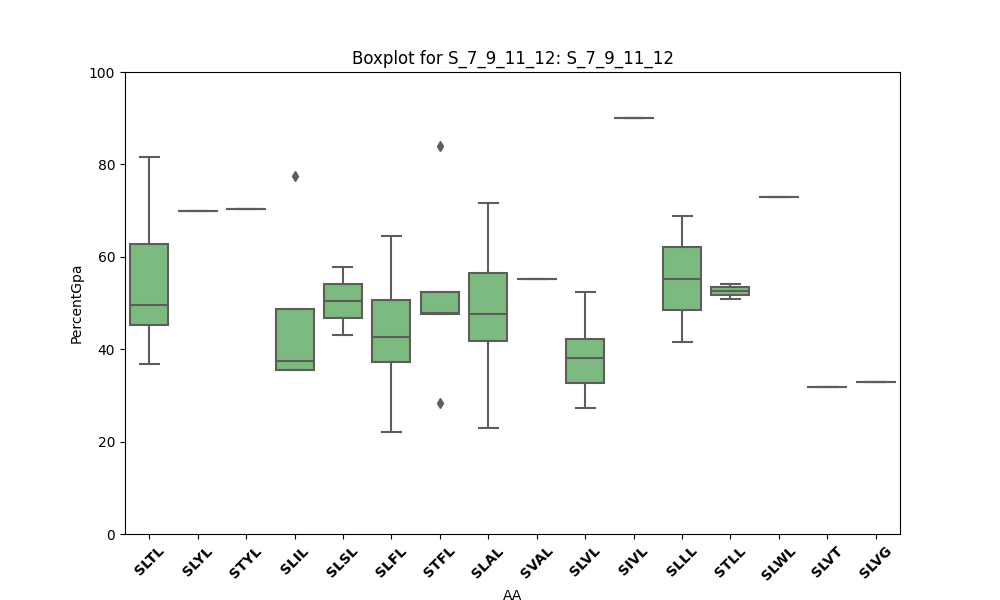 Boxplot for S_7_9_11_12: S_7_9_11_12
PercentGpa
100
80
60
40
20
0
SLTL
SLYL
STYL
SLIL
SLSL
SLFL
STFL
SLAL
SVAL
SLVL
SIVL
SLLL
STLL
SLWL
SLVT
SLVG
AA